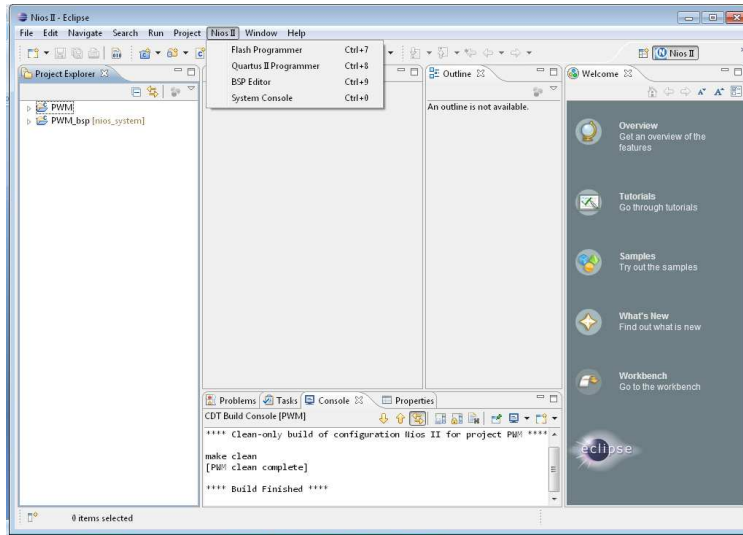 Nios II - Eclipse
File Edit Navigate Search Run Project Nios II Window Help
Flash Programmer Ctrl+7
Quartus II Programmer Ctrl+8
BSP Editor Ctrl+9
System Console Ctrl+0
Nios II
Project Explorer
Outline
Welcome
PWM
PWM_bsp [nios_system]
An outline is not available.
Overview
Get an overview of the
features
Tutorials
Go through tutorials
Samples
Try out the samples
What's New
Find out what is new
Workbench
Go to the workbench
eclipse
Problems Tasks Console Properties
CDT Build Console [PWM]
**** Clean-only build of configuration Nios II for project PWM ****
make clean
[PWM clean complete]
**** Build Finished ****
0 items selected